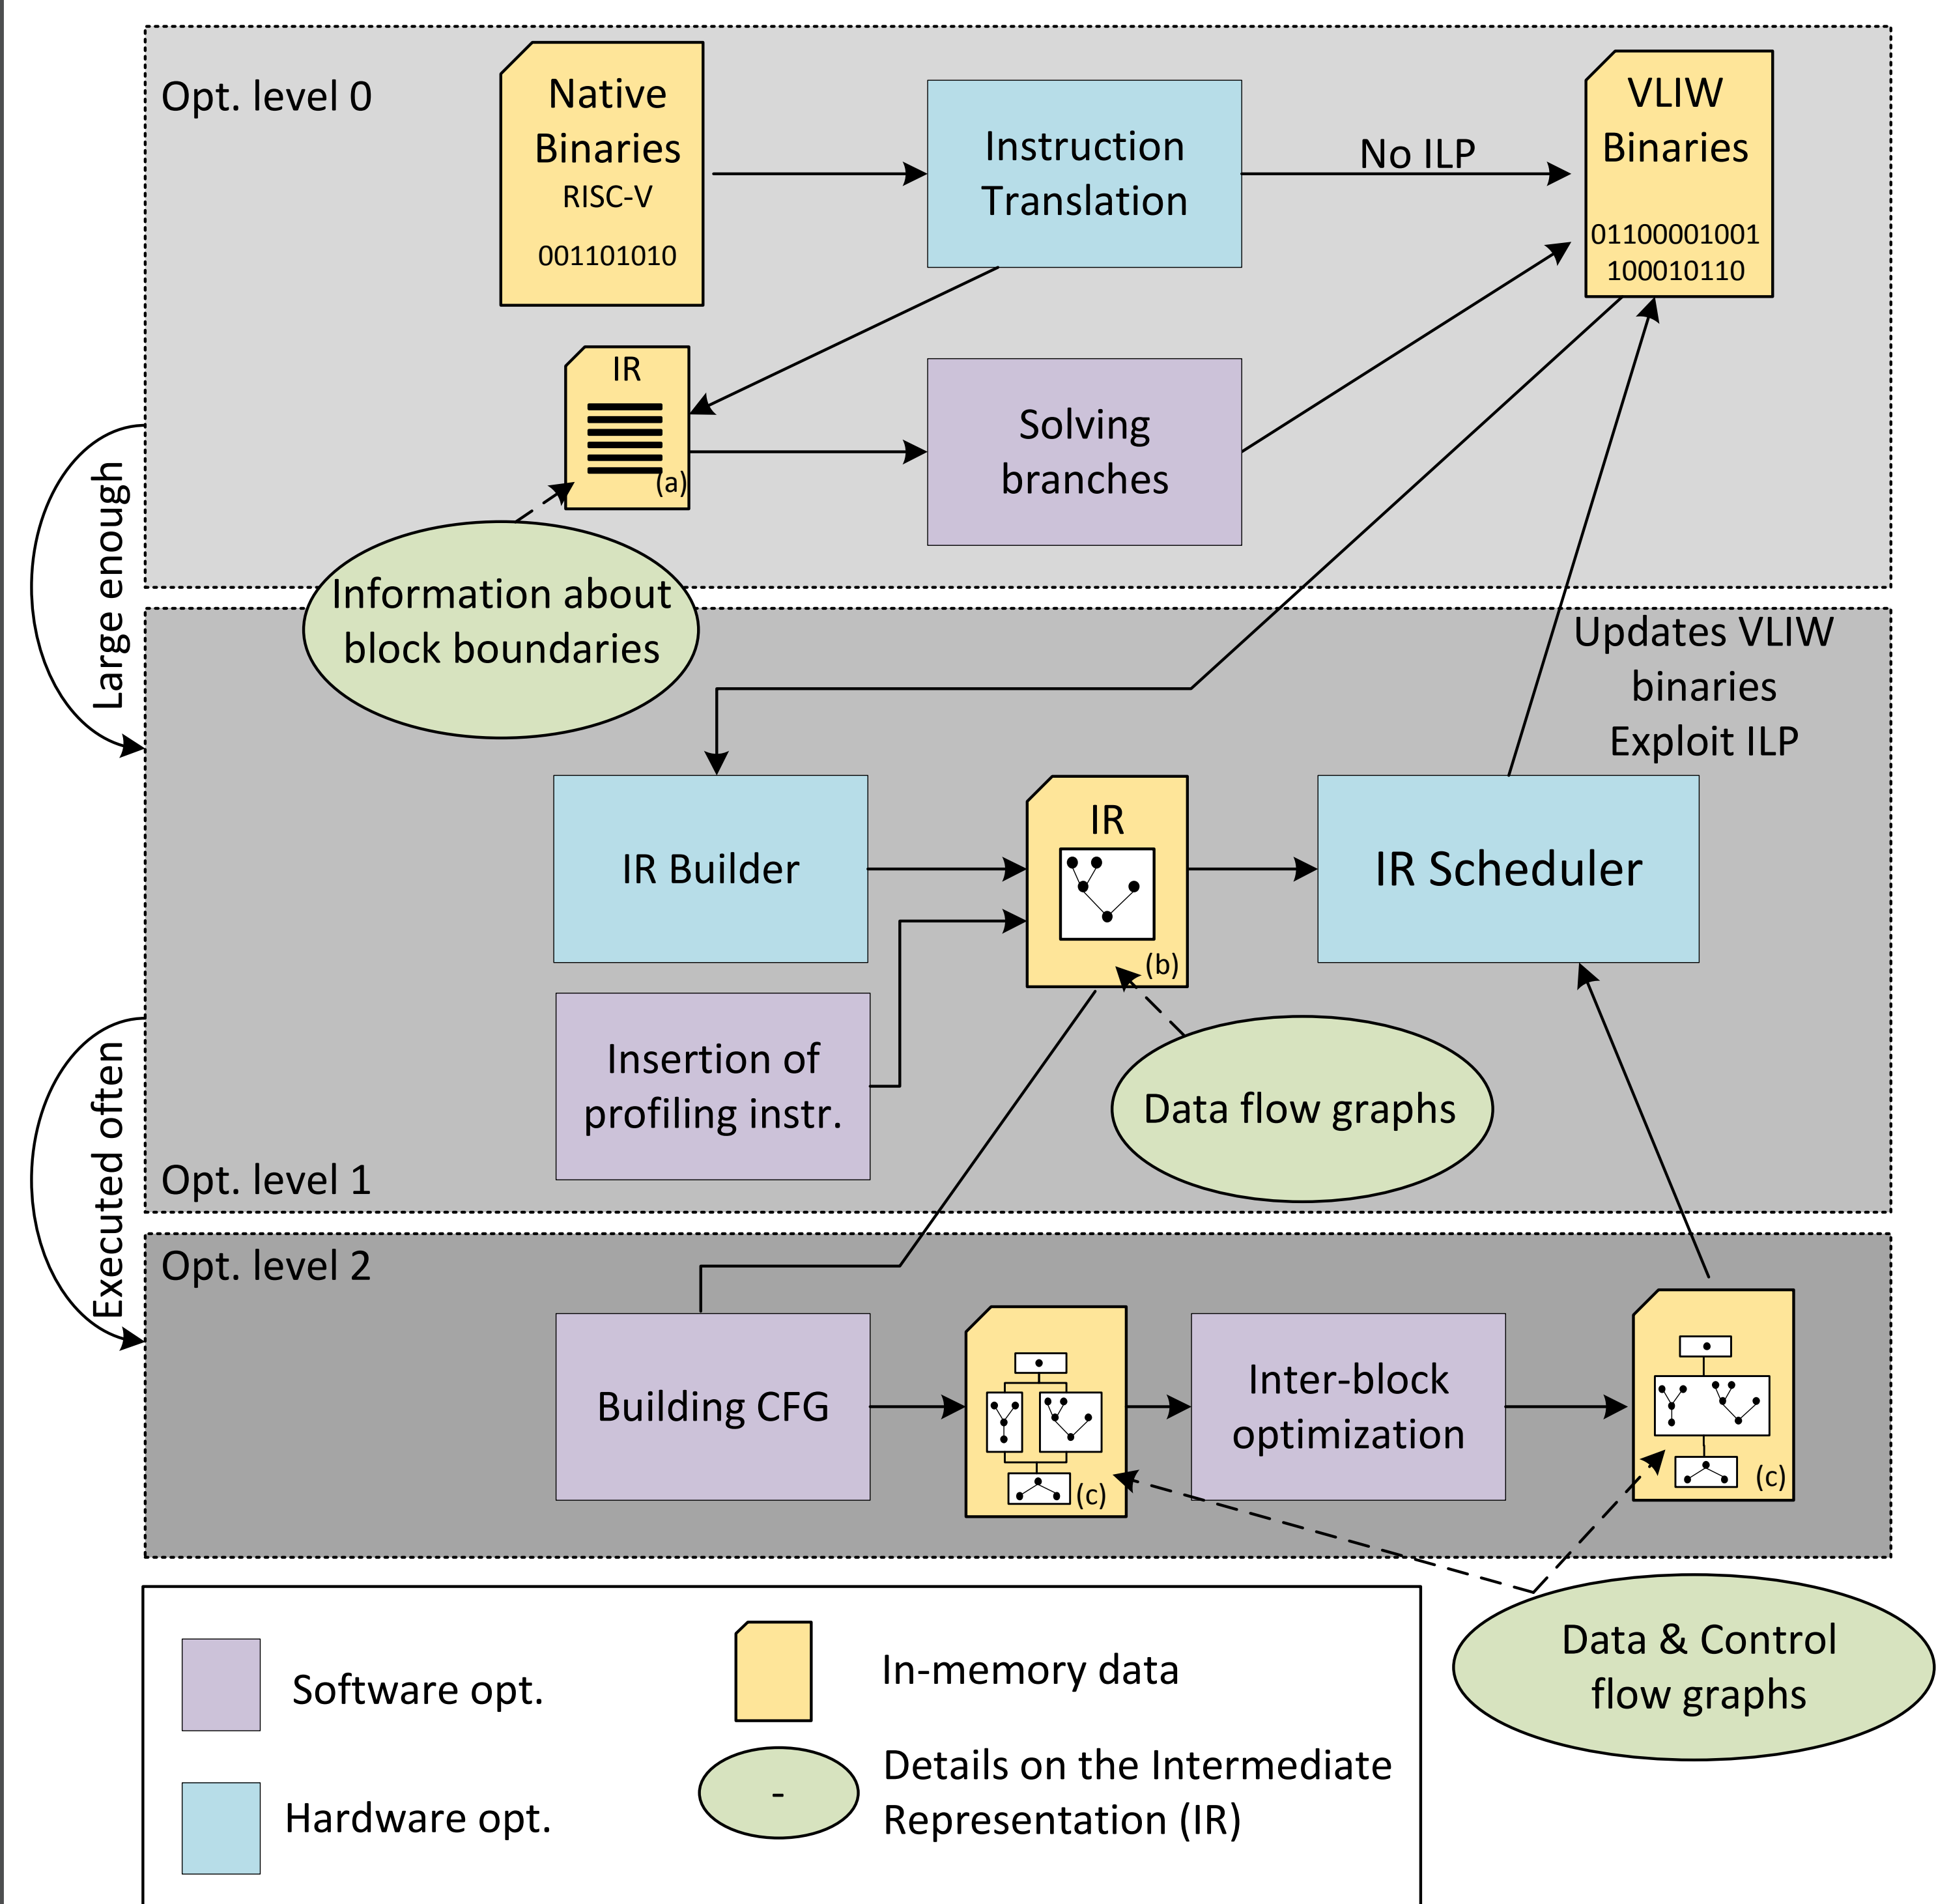 Opt. level 0
Native
Binaries
RISC-V
001101010
Instruction
Translation
No ILP
VLIW
Binaries
01100001001
100010110
IR
(a)
Solving
branches
Large enough
Information about
block boundaries
Updates VLIW
binaries
Exploit ILP
IR Builder
IR
(b)
IR Scheduler
Insertion of
profiling instr.
Data flow graphs
Opt. level 1
Executed often
Opt. level 2
Building CFG
(c)
Inter-block
optimization
(c)
Data & Control
flow graphs
Software opt.
In-memory data
Hardware opt.
-
Details on the Intermediate
Representation (IR)